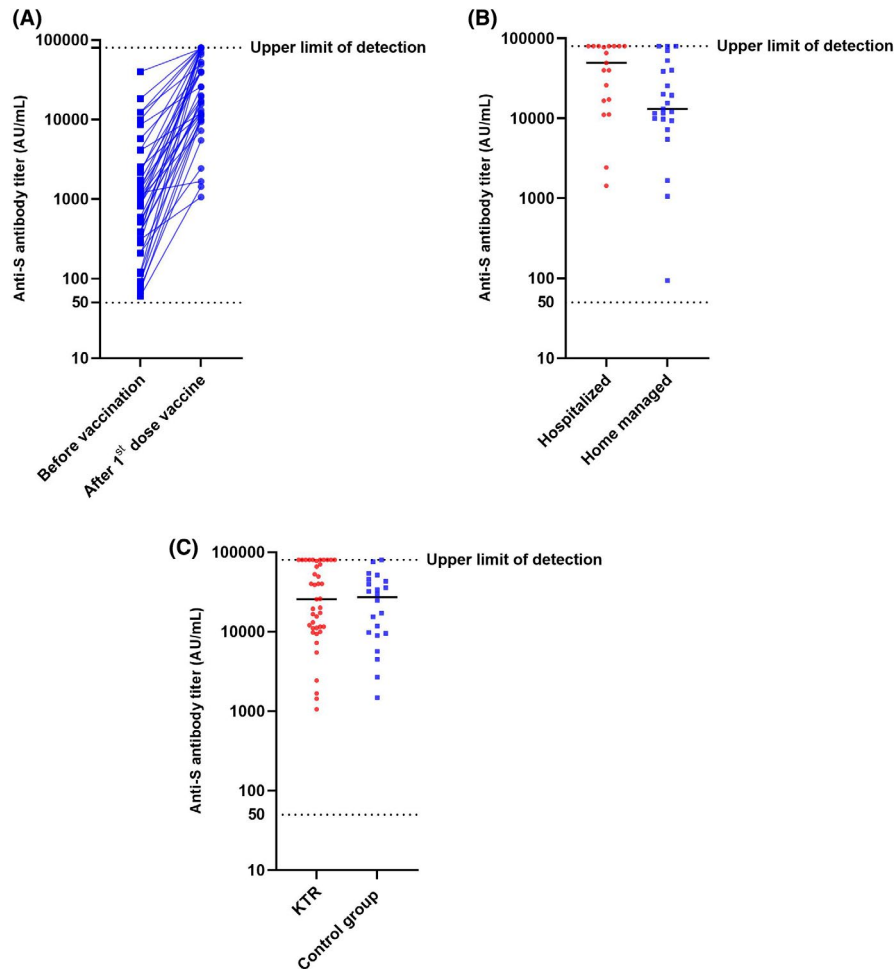 (A)
100000
10000
1000
100
50
10
Anti-S antibody titer (AU/mL)
Upper limit of detection
Before vaccination
After 1st dose vaccine
(B)
100000
10000
1000
100
50
10
Anti-S antibody titer (AU/mL)
Upper limit of detection
Hospitalized
Home managed
(C)
100000
10000
1000
100
50
10
Anti-S antibody titer (AU/mL)
Upper limit of detection
KTR
Control group